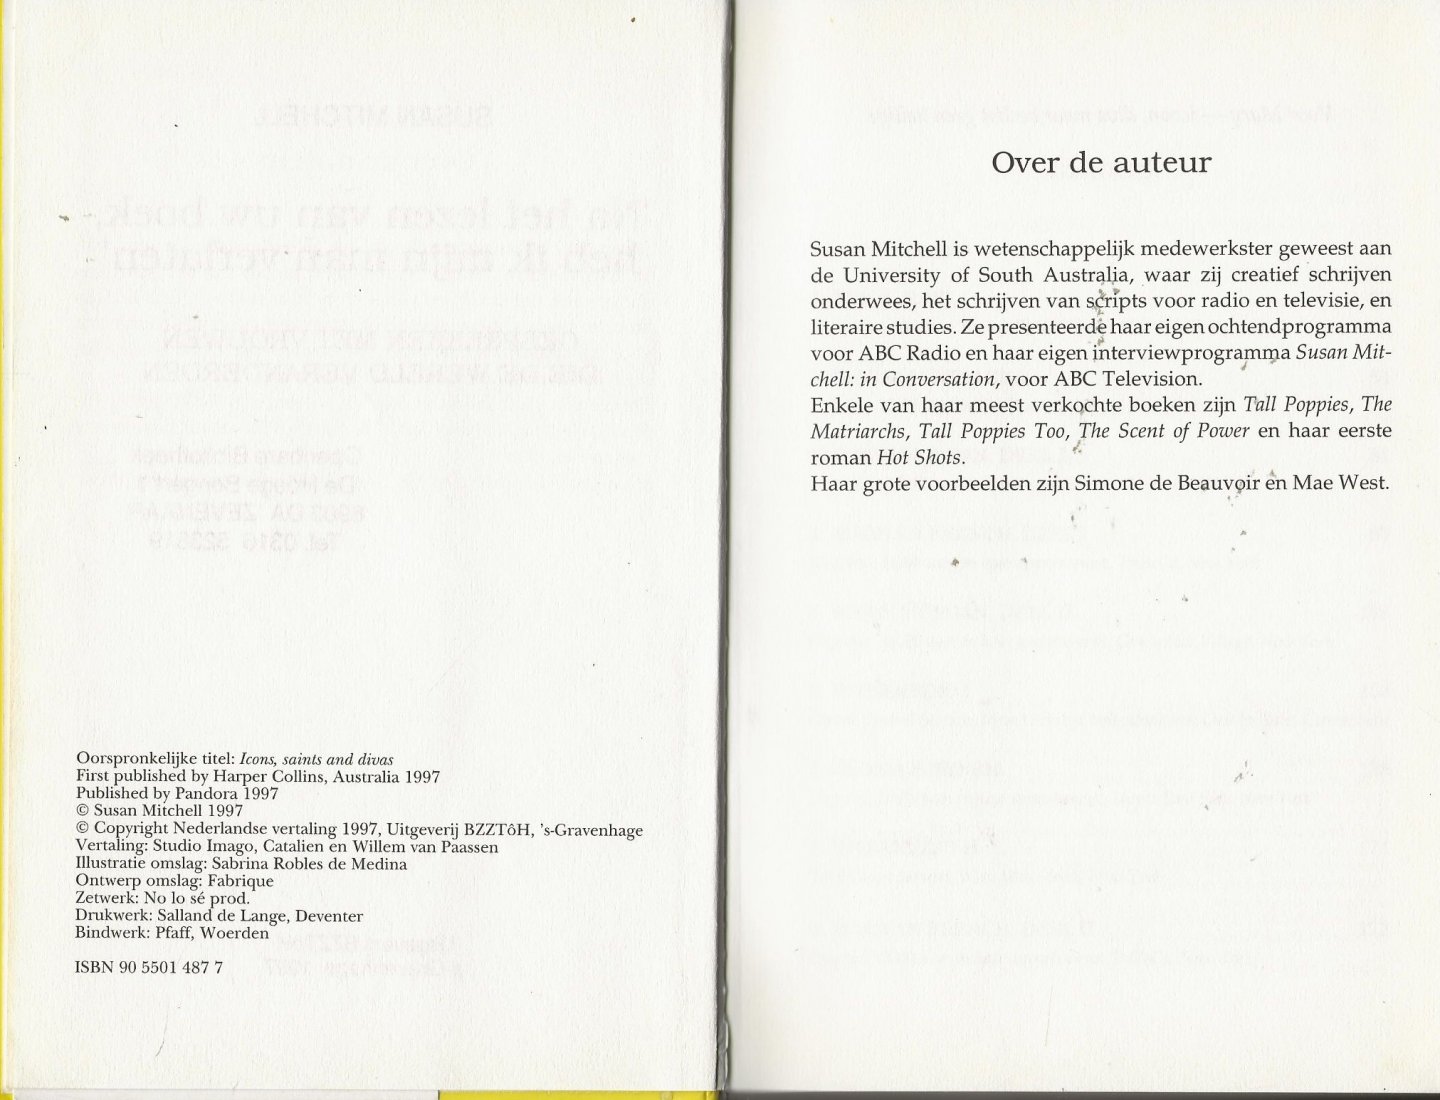 Oorspronkelijke titel: Icons, saints and divas
First published by Harper Collins, Australia 1997
Published by Pandora 1997
© Susan Mitchell 1997
© Copyright Nederlandse vertaling 1997, Uitgeverij BZZTôH, 's-Gravenhage
Vertaling: Studio Imago, Catalien en Willem van Paassen
Illustratie omslag: Sabrina Robles de Medina
Ontwerp omslag: Fabrique
Zetwerk: No lo sé prod.
Drukwerk: Salland de Lange, Deventer
Bindwerk: Pfaff, Woerden
ISBN 90 5501 487 7
Over de auteur
Susan Mitchell is wetenschappelijk medewerkster geweest aan
de University of South Australia, waar zij creatief schrijven
onderwees, het schrijven van scripts voor radio en televisie, en
literaire studies. Ze presenteerde haar eigen ochtendprogramma
voor ABC Radio en haar eigen interviewprogramma Susan Mit-
chell: in Conversation, voor ABC Television.
Enkele van haar meest verkochte boeken zijn Tall Poppies, The
Matriarchs, Tall Poppies Too, The Scent of Power en haar eerste
roman Hot Shots.
Haar grote voorbeelden zijn Simone de Beauvoir en Mae West.